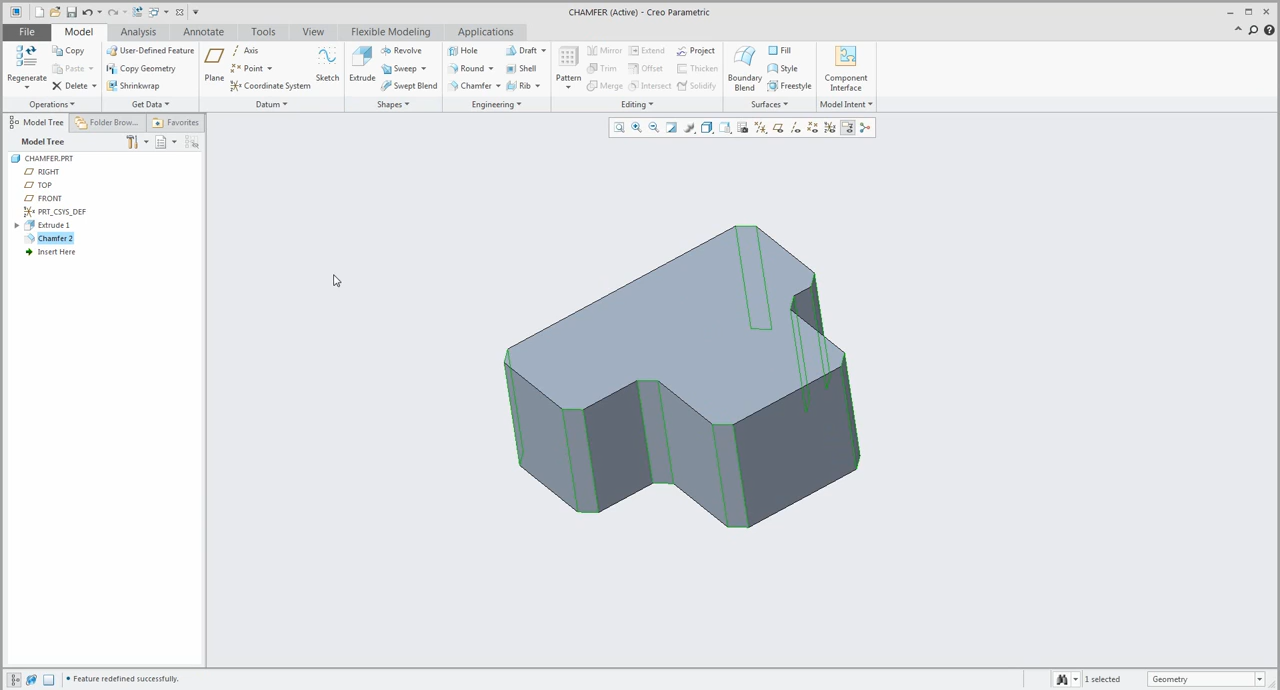 CHAMFER (Active) - Creo Parametric
File Model Analysis Annotate Tools View Flexible Modeling Applications
Regenerate
Copy
Paste
Delete
User-Defined Feature
Copy Geometry
Shrinkwrap
Plane
Axis
Point
Coordinate System
Sketch
Extrude
Revolve
Sweep
Swept Blend
Hole
Round
Chamfer
Draft
Shell
Rib
Pattern
Mirror
Trim
Merge
Extend
Offset
Intersect
Project
Thicken
Solidify
Boundary
Blend
Fill
Style
Freestyle
Component
Interface
Operations Get Data Datum Shapes Engineering Editing Surfaces Model Intent
Model Tree Folder Brow... Favorites
Model Tree
CHAMFER.PRT
RIGHT
TOP
FRONT
PRT_CSYS_DEF
Extrude 1
Chamfer 2
Insert Here
• Feature redefined successfully.
1 selected
Geometry